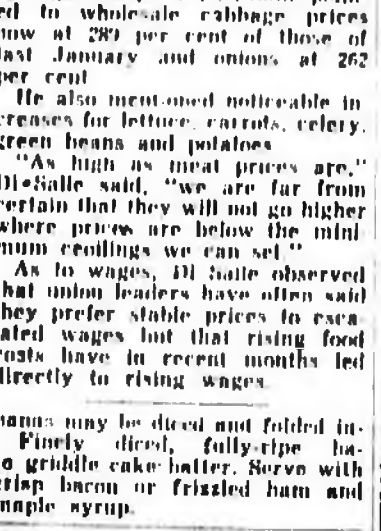 ed to wholesale cabbage prices
now at 289 per cent of those of
last January and onions at 262
per cent
He also mentioned noticeable in
creases for lettuce, carrots, celery,
green beans and potatoes
"As high as meat prices are,"
Di Salle said, "we are far from
certain that they will not go higher
where prices are below the mini
mum ceilings we can set."
As to wages, Di Salle observed
that union leaders have often said
they prefer stable prices to esca
lated wages but that rising food
costs have in recent months led
directly to rising wages
nanas may be diced and folded in-
Finely diced, fully-ripe ba-
to griddle cake batter. Serve with
crisp bacon or frizzled ham and
maple syrup.